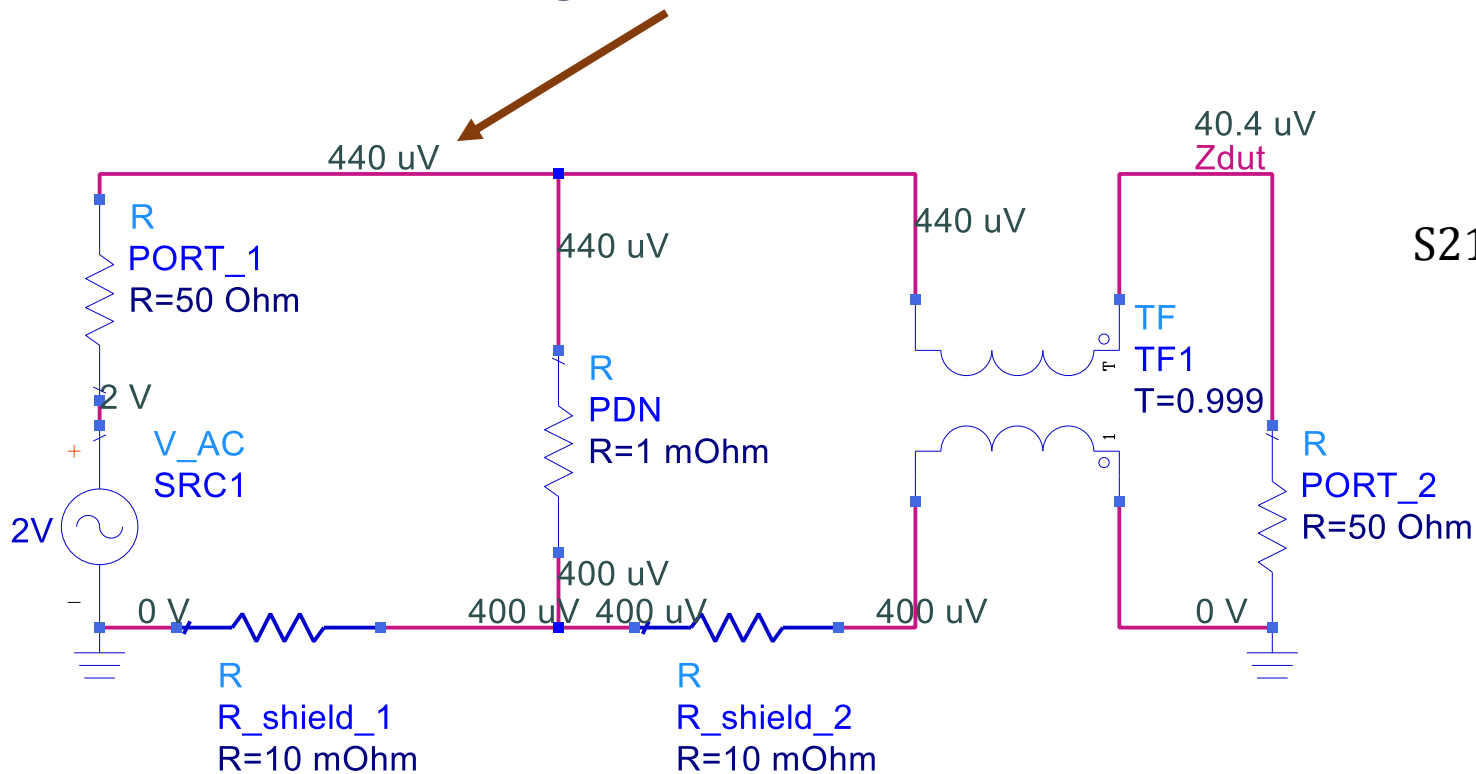 440 uV
40.4 uV
Zdut
R
PORT_1
R=50 Ohm
440 uV
440 uV
S21
TF
TF1
T=0.999
T
1
R
PDN
R=1 mOhm
2 V
+
V_AC
SRC1
2V
R
PORT_2
R=50 Ohm
400 uV
_
0 V
400 uV
400 uV
400 uV
0 V
R
R_shield_1
R=10 mOhm
R
R_shield_2
R=10 mOhm